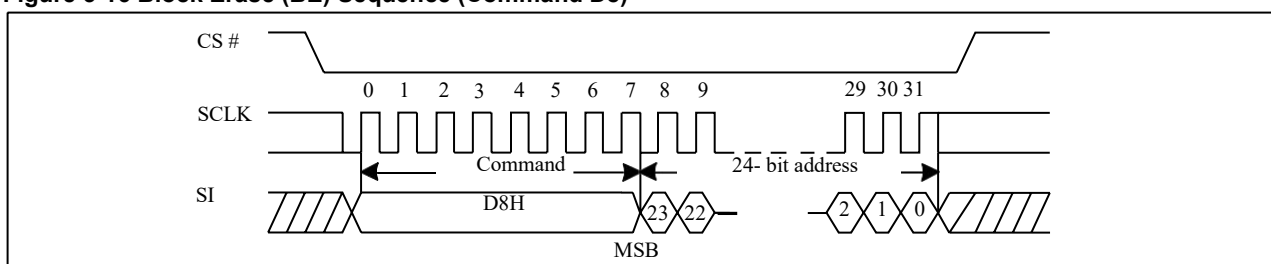 Figure 3-10 Block Erase (BE) Sequence (Command D8)
CS #
0 1 2 3 4 5 6 7 8 9 29 30 31
SCLK
Command 24- bit address
SI D8H 23 22 2 1 0
MSB